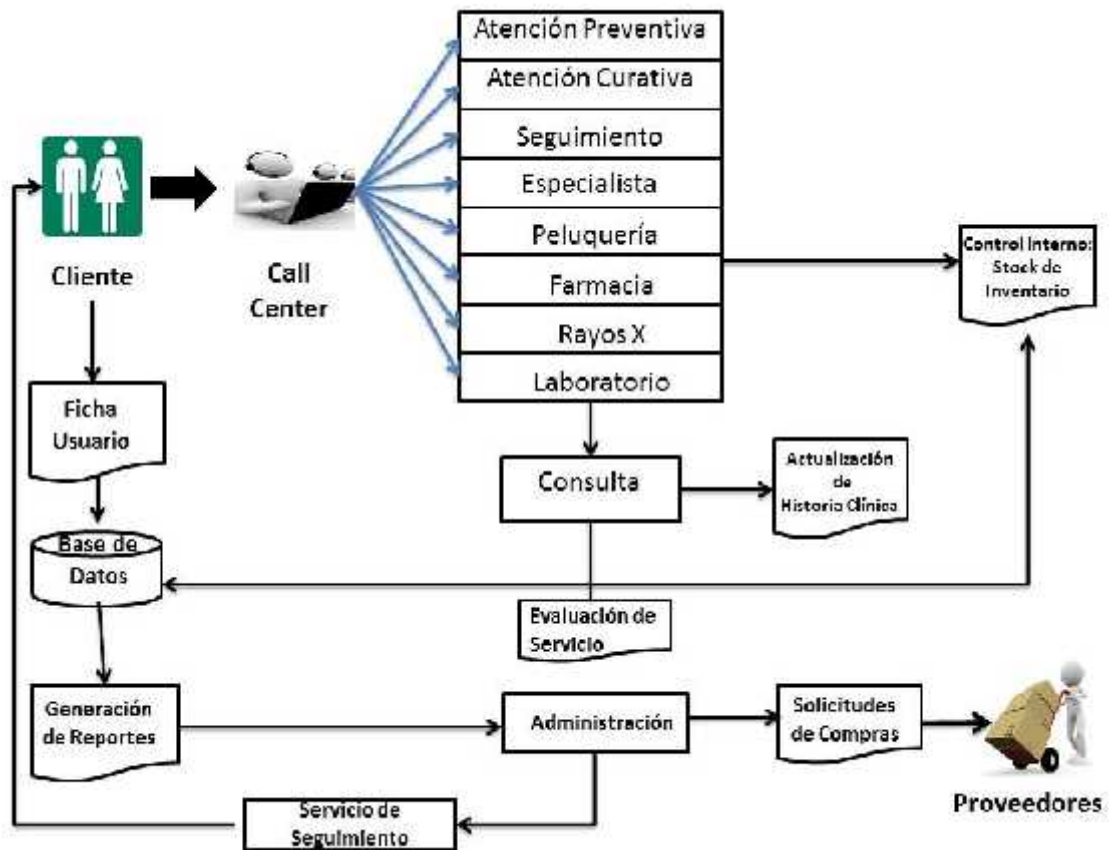 Atención Preventiva
Atención Curativa
Seguimiento
Especialista
Peluquería
Farmacia
Rayos X
Laboratorio
Cliente
Call
Center
Control Interno:
Stock de
Inventario
Ficha
Usuario
Consulta
Actualización
de
Historia Clínica
Base de
Datos
Evaluación de
Servicio
Generación
de Reportes
Administración
Solicitudes
de Compras
Proveedores
Servicio de
Seguimiento